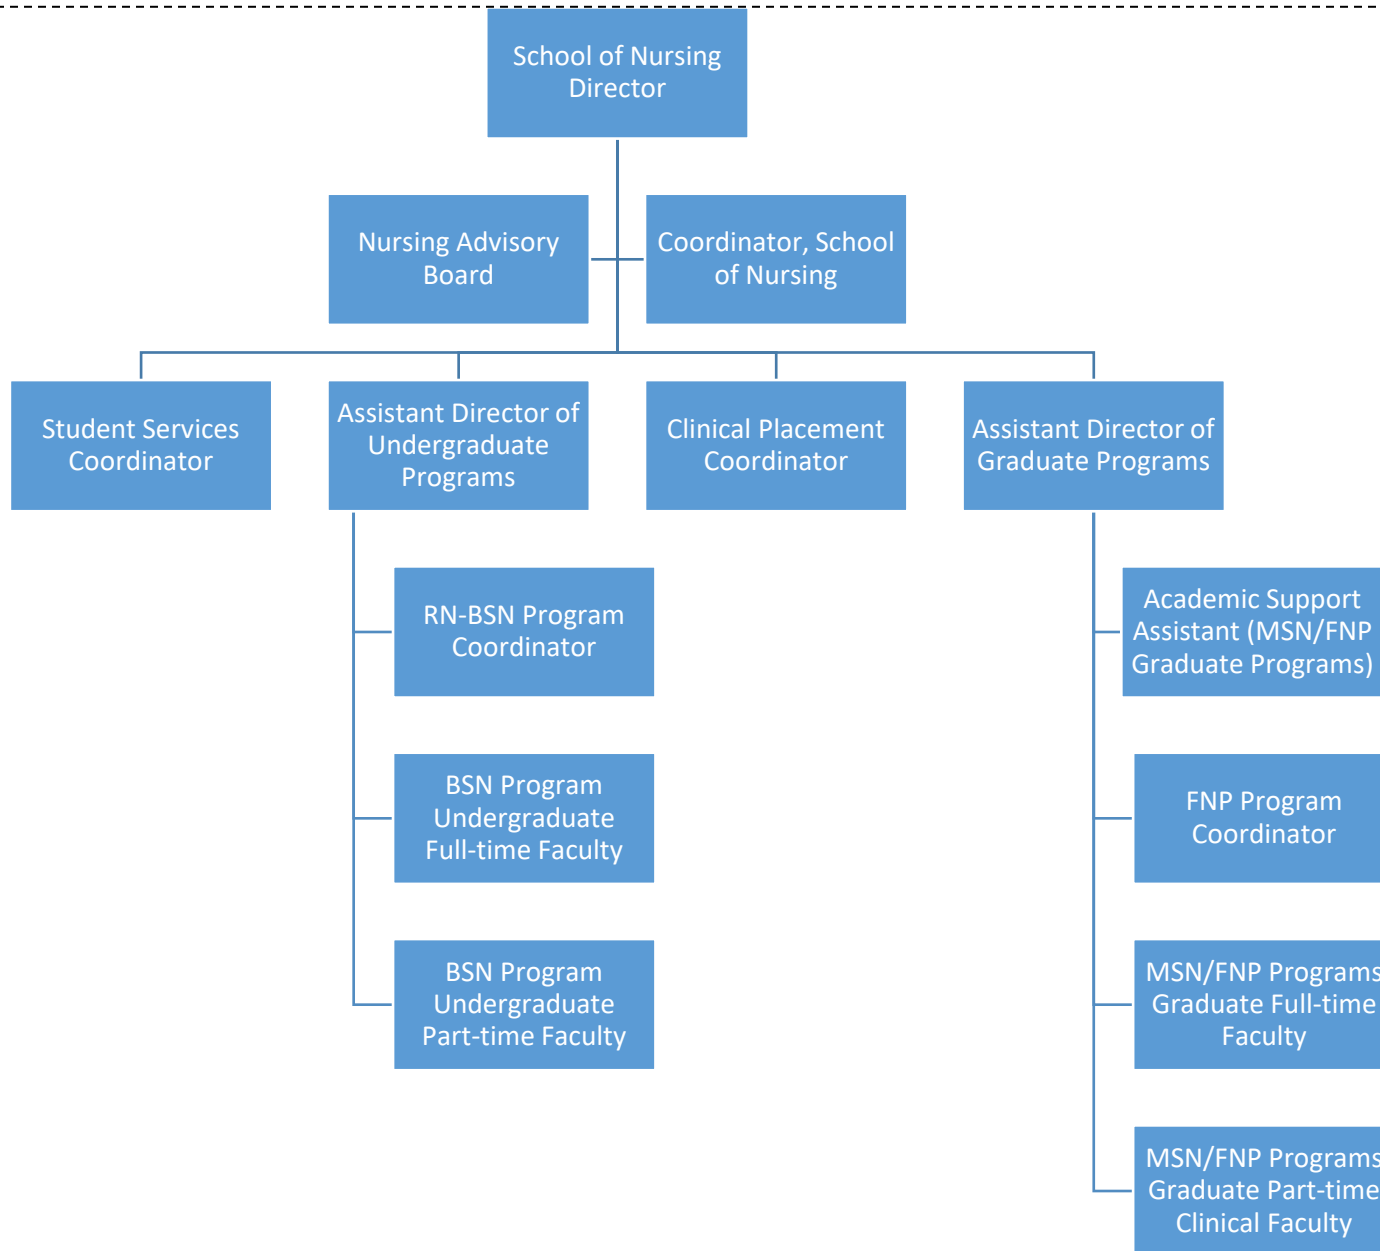 School of Nursing
Director
Nursing Advisory
Board
Coordinator, School
of Nursing
Student Services
Coordinator
Assistant Director of
Undergraduate
Programs
Clinical Placement
Coordinator
Assistant Director of
Graduate Programs
RN-BSN Program
Coordinator
BSN Program
Undergraduate
Full-time Faculty
BSN Program
Undergraduate
Part-time Faculty
Academic Support
Assistant (MSN/FNP
Graduate Programs)
FNP Program
Coordinator
MSN/FNP Programs
Graduate Full-time
Faculty
MSN/FNP Programs
Graduate Part-time
Clinical Faculty